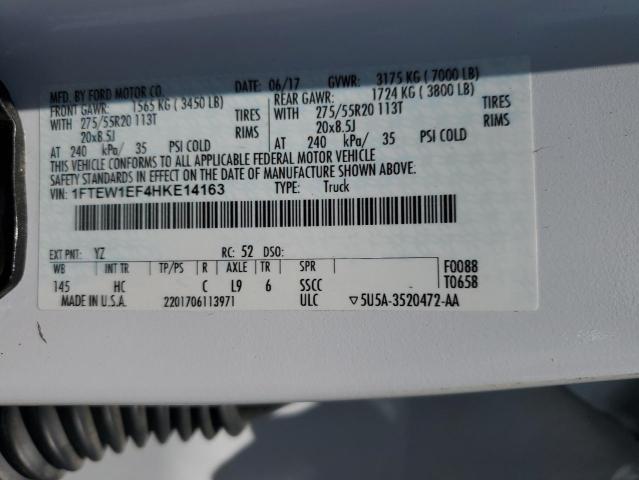 MFD. BY FORD MOTOR CO. DATE: 06/17 GVWR: 3175 KG ( 7000 LB)
FRONT GAWR: 1565 KG ( 3450 LB) REAR GAWR: 1724 KG ( 3800 LB)
WITH 275/55R20 113T TIRES WITH 275/55R20 113T TIRES
20x8.5J RIMS 20x8.5J RIMS
AT 240 kPa/ 35 PSI COLD AT 240 kPa/ 35 PSI COLD
THIS VEHICLE CONFORMS TO ALL APPLICABLE FEDERAL MOTOR VEHICLE
SAFETY STANDARDS IN EFFECT ON THE DATE OF MANUFACTURE SHOWN ABOVE.
VIN: 1FTEW1EF4HKE14163 TYPE: Truck
EXT PNT: YZ RC: 52 DSO:
WB INT TR TP/PS R AXLE TR SPR F0088
145 HC C L9 6 SSCC T0658
MADE IN U.S.A. 2201706113971 ULC ▽5U5A-3520472-AA